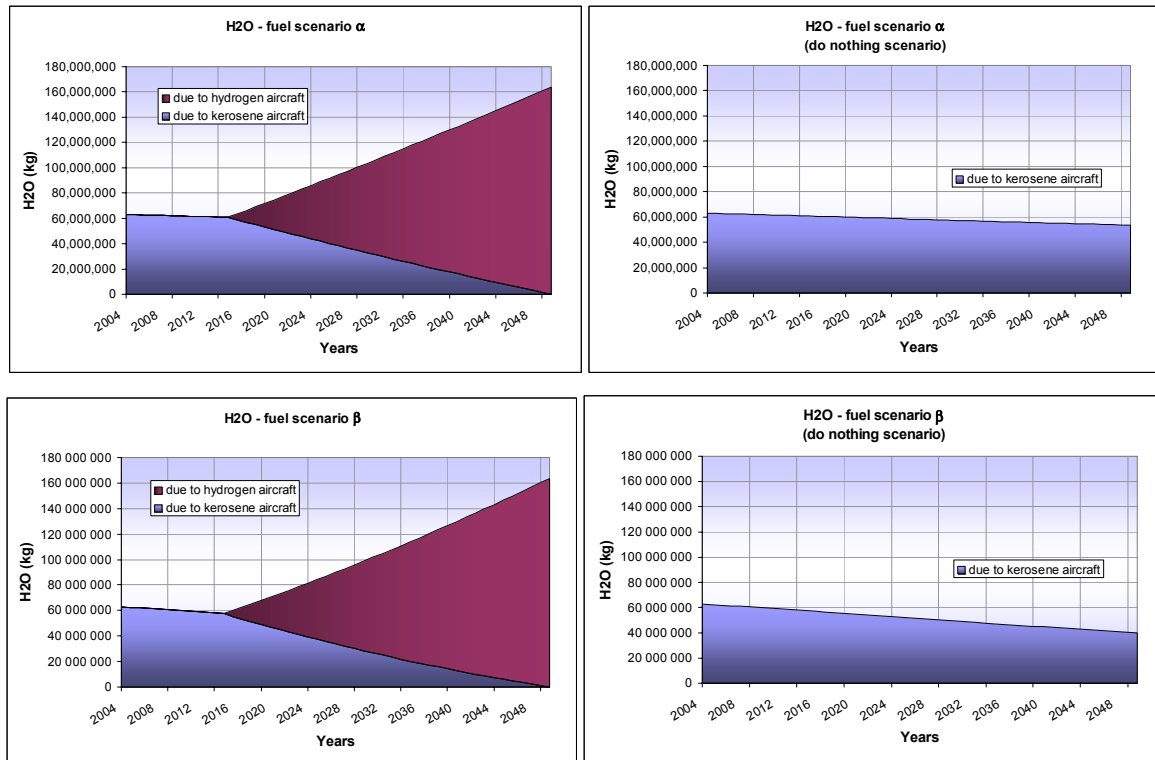 H2O - fuel scenario α
180,000,000
160,000,000
140,000,000
120,000,000
100,000,000
80,000,000
60,000,000
40,000,000
20,000,000
0
H2O (kg)
due to hydrogen aircraft
due to kerosene aircraft
2004 2008 2012 2016 2020 2024 2028 2032 2036 2040 2044 2048
Years
H2O - fuel scenario α
(do nothing scenario)
180,000,000
160,000,000
140,000,000
120,000,000
100,000,000
80,000,000
60,000,000
40,000,000
20,000,000
0
H2O (kg)
due to kerosene aircraft
2004 2008 2012 2016 2020 2024 2028 2032 2036 2040 2044 2048
Years
H2O - fuel scenario β
180 000 000
160 000 000
140 000 000
120 000 000
100 000 000
80 000 000
60 000 000
40 000 000
20 000 000
0
H2O (kg)
due to hydrogen aircraft
due to kerosene aircraft
2004 2008 2012 2016 2020 2024 2028 2032 2036 2040 2044 2048
Years
H2O - fuel scenario β
(do nothing scenario)
180 000 000
160 000 000
140 000 000
120 000 000
100 000 000
80 000 000
60 000 000
40 000 000
20 000 000
0
H2O (kg)
due to kerosene aircraft
2004 2008 2012 2016 2020 2024 2028 2032 2036 2040 2044 2048
Years